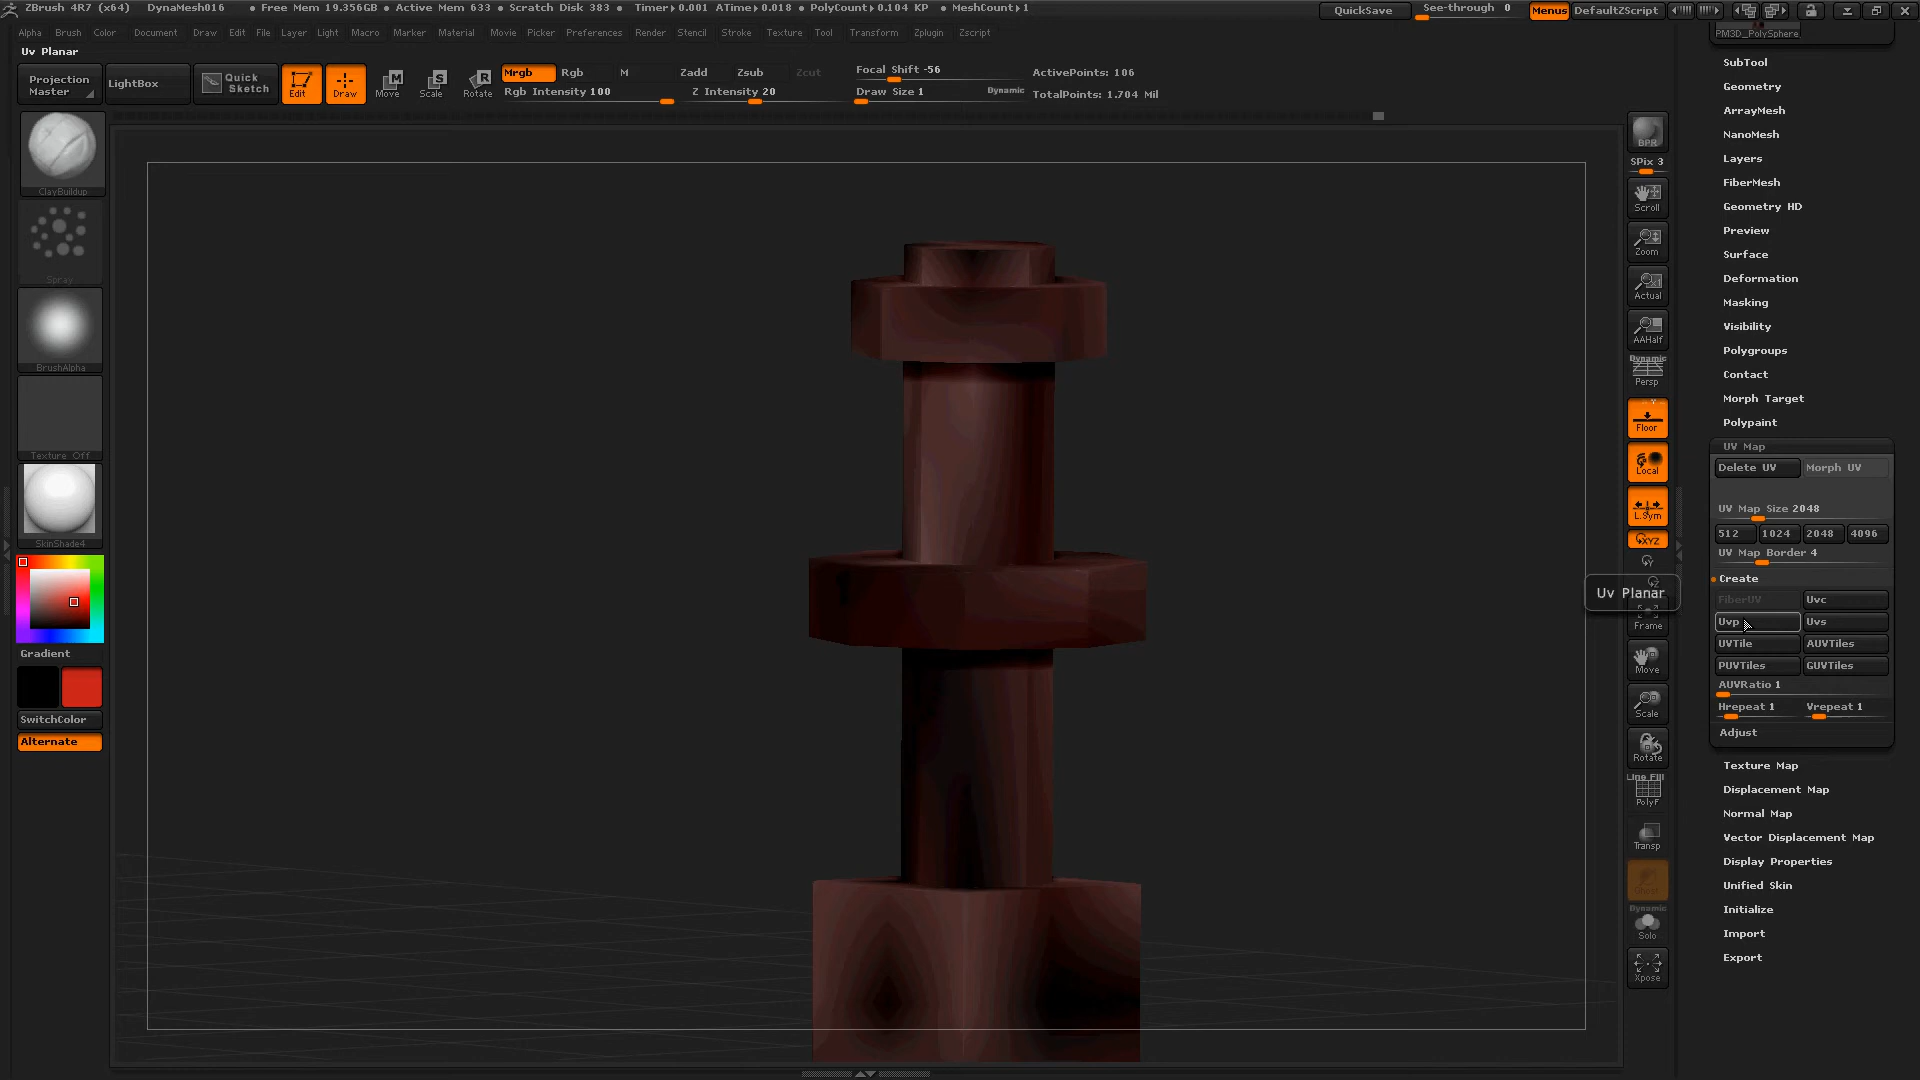 ZBrush 4R7 (x64) DynaMesh016 • Free Mem 19.356GB • Active Mem 633 • Scratch Disk 383 • Timer▸0.001 ATime▸0.018 • PolyCount▸0.104 KP • MeshCount▸1 QuickSave See-through 0 Menus DefaultZScript
Alpha Brush Color Document Draw Edit File Layer Light Macro Marker Material Movie Picker Preferences Render Stencil Stroke Texture Tool Transform Zplugin Zscript
Uv Planar
Projection Master
LightBox
Quick Sketch
Edit
Draw
Move
Scale
Rotate
Mrgb Rgb M
Rgb Intensity 100
Zadd Zsub Zcut
Z Intensity 20
Focal Shift -56
Draw Size 1
Dynamic
ActivePoints: 106
TotalPoints: 1.704 Mil
ClayBuildup
Spray
BrushAlpha
Texture Off
SkinShade4
Gradient
SwitchColor
Alternate
BPR
SPix 3
Scroll
Zoom
Actual
AAHalf
Dynamic
Persp
Floor
Local
L.Sym
XYZ
Y
Z
Uv Planar
Frame
Move
Scale
Rotate
Line Fill
PolyF
Transp
Ghost
Dynamic
Solo
Xpose
PM3D_PolySphere
SubTool
Geometry
ArrayMesh
NanoMesh
Layers
FiberMesh
Geometry HD
Preview
Surface
Deformation
Masking
Visibility
Polygroups
Contact
Morph Target
Polypaint
UV Map
Delete UV Morph UV
UV Map Size 2048
512 1024 2048 4096
UV Map Border 4
Create
FiberUV Uvc
Uvp Uvs
UVTile AUVTiles
PUVTiles GUVTiles
AUVRatio 1
Hrepeat 1 Vrepeat 1
Adjust
Texture Map
Displacement Map
Normal Map
Vector Displacement Map
Display Properties
Unified Skin
Initialize
Import
Export